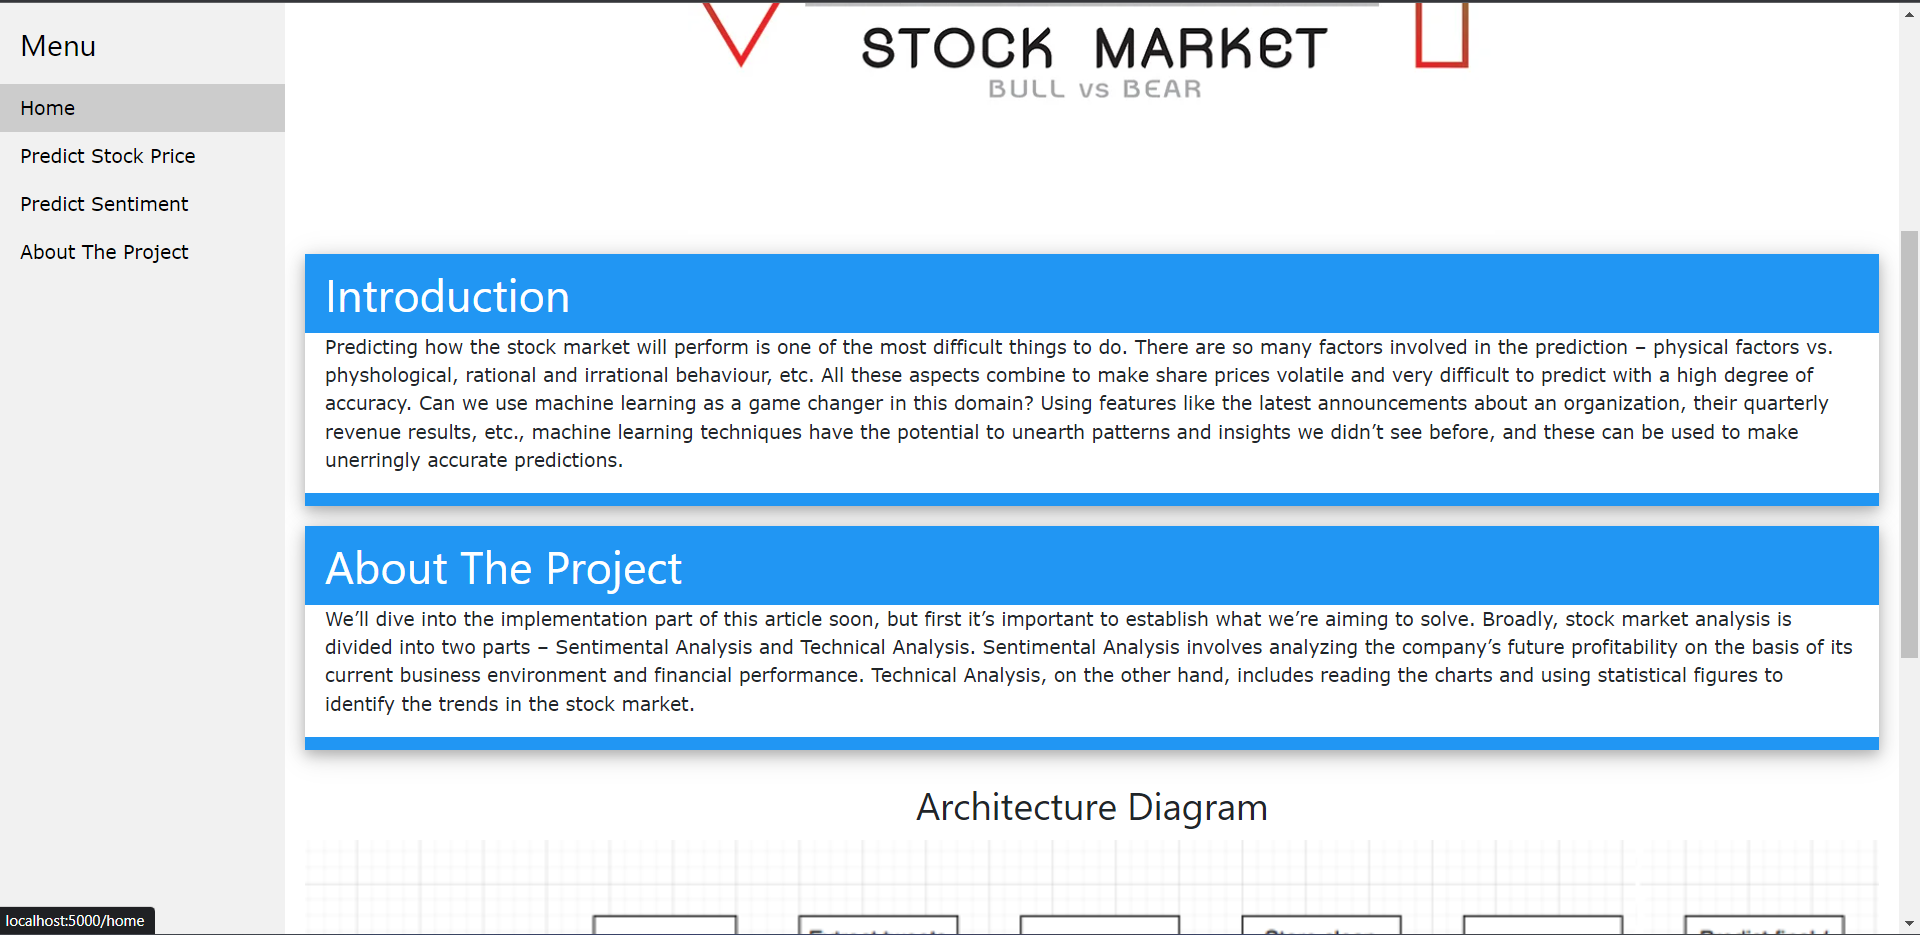 Menu
Home
Predict Stock Price
Predict Sentiment
About The Project
STOCK MARKET
BULL vs BEAR
Introduction
Predicting how the stock market will perform is one of the most difficult things to do. There are so many factors involved in the prediction – physical factors vs.
physhological, rational and irrational behaviour, etc. All these aspects combine to make share prices volatile and very difficult to predict with a high degree of
accuracy. Can we use machine learning as a game changer in this domain? Using features like the latest announcements about an organization, their quarterly
revenue results, etc., machine learning techniques have the potential to unearth patterns and insights we didn’t see before, and these can be used to make
unerringly accurate predictions.
About The Project
We’ll dive into the implementation part of this article soon, but first it’s important to establish what we’re aiming to solve. Broadly, stock market analysis is
divided into two parts – Sentimental Analysis and Technical Analysis. Sentimental Analysis involves analyzing the company’s future profitability on the basis of its
current business environment and financial performance. Technical Analysis, on the other hand, includes reading the charts and using statistical figures to
identify the trends in the stock market.
Architecture Diagram
localhost:5000/home